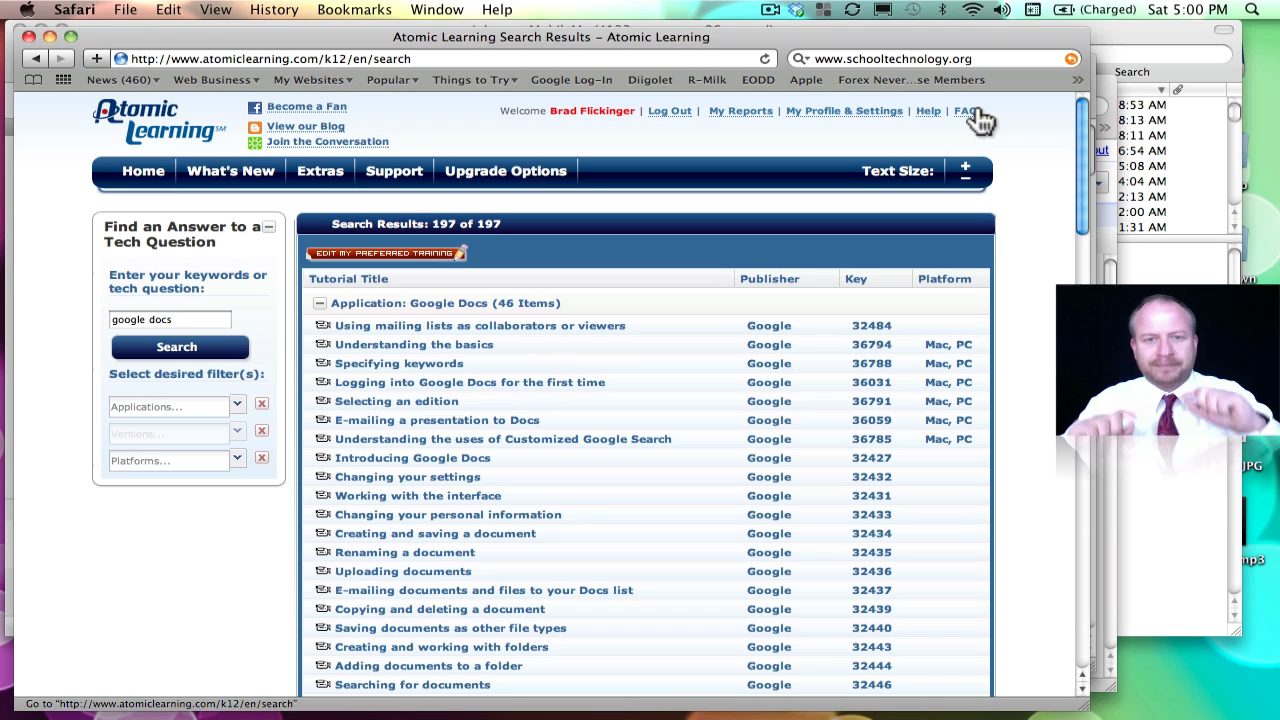 Safari File Edit View History Bookmarks Window Help (Charged) Sat 5:00 PM
Atomic Learning Search Results – Atomic Learning
http://www.atomiclearning.com/k12/en/search
www.schooltechnology.org
News (460) Web Business My Websites Popular Things to Try Google Log-In Diigolet R-Milk EODD Apple Forex Never...se Members
Search
8:53 AM
8:13 AM
8:11 AM
6:54 AM
5:08 AM
4:04 AM
2:13 AM
2:00 AM
1:31 AM
Atomic Learning SM
Become a Fan
View our Blog
Join the Conversation
Welcome Brad Flickinger | Log Out | My Reports | My Profile & Settings | Help | FAQ
Home What's New Extras Support Upgrade Options Text Size: + −
Find an Answer to a
Tech Question
Enter your keywords or
tech question:
google docs
Search
Select desired filter(s):
Applications...
Versions...
Platforms...
Search Results: 197 of 197
EDIT MY PREFERRED TRAINING
Tutorial Title Publisher Key Platform
Application: Google Docs (46 Items)
Using mailing lists as collaborators or viewers Google 32484
Understanding the basics Google 36794 Mac, PC
Specifying keywords Google 36788 Mac, PC
Logging into Google Docs for the first time Google 36031 Mac, PC
Selecting an edition Google 36791 Mac, PC
E-mailing a presentation to Docs Google 36059 Mac, PC
Understanding the uses of Customized Google Search Google 36785 Mac, PC
Introducing Google Docs Google 32427
Changing your settings Google 32432
Working with the interface Google 32431
Changing your personal information Google 32433
Creating and saving a document Google 32434
Renaming a document Google 32435
Uploading documents Google 32436
E-mailing documents and files to your Docs list Google 32437
Copying and deleting a document Google 32439
Saving documents as other file types Google 32440
Creating and working with folders Google 32443
Adding documents to a folder Google 32444
Searching for documents Google 32446
JPG
mp3
Go to "http://www.atomiclearning.com/k12/en/search"